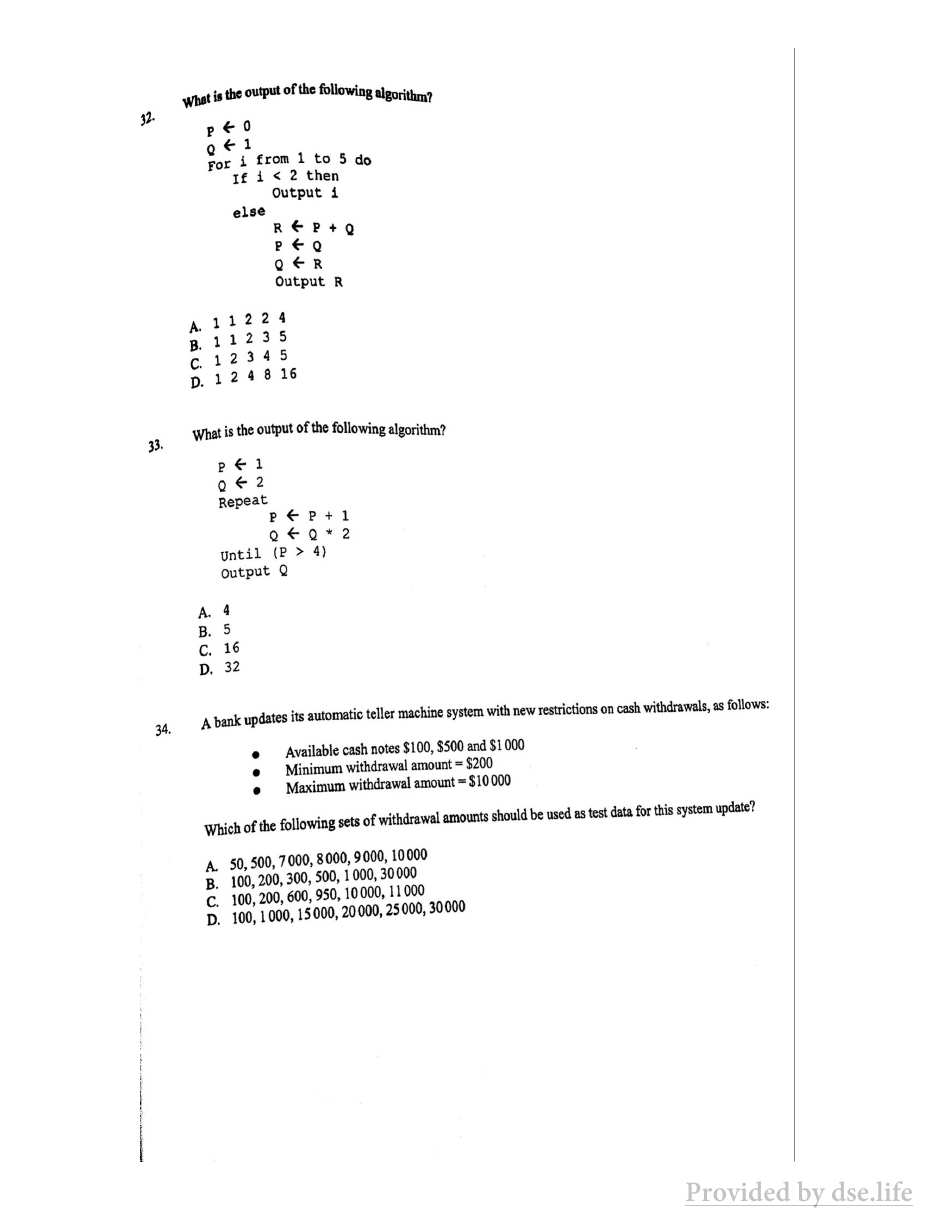 32. What is the output of the following algorithm?
P ← 0
Q ← 1
For i from 1 to 5 do
If i < 2 then
Output i
else
R ← P + Q
P ← Q
Q ← R
Output R
A. 1 1 2 2 4
B. 1 1 2 3 5
C. 1 2 3 4 5
D. 1 2 4 8 16
33. What is the output of the following algorithm?
P ← 1
Q ← 2
Repeat
P ← P + 1
Q ← Q * 2
Until (P > 4)
Output Q
A. 4
B. 5
C. 16
D. 32
34. A bank updates its automatic teller machine system with new restrictions on cash withdrawals, as follows:
● Available cash notes $100, $500 and $1 000
● Minimum withdrawal amount = $200
● Maximum withdrawal amount = $10 000
Which of the following sets of withdrawal amounts should be used as test data for this system update?
A. 50, 500, 7 000, 8 000, 9 000, 10 000
B. 100, 200, 300, 500, 1 000, 30 000
C. 100, 200, 600, 950, 10 000, 11 000
D. 100, 1 000, 15 000, 20 000, 25 000, 30 000
Provided by dse.life